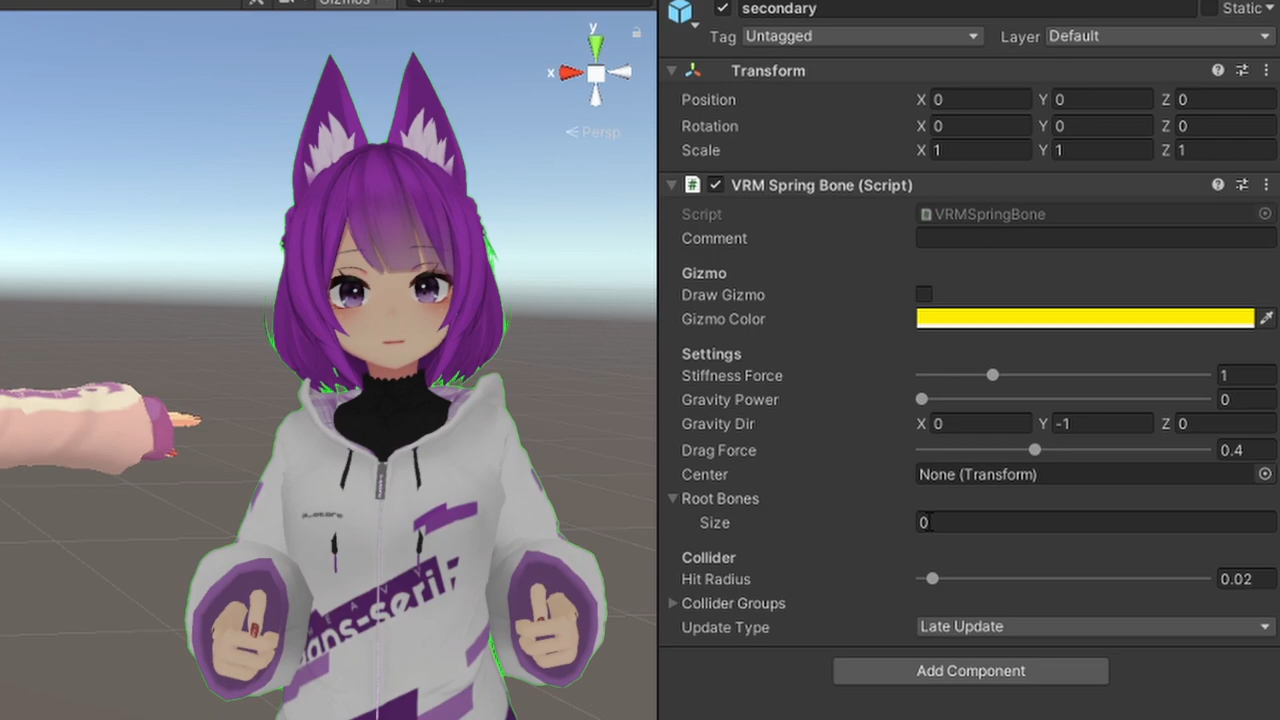 Gizmos
All
secondary
Static
Tag Untagged Layer Default
y
x
Persp
Transform
Position X 0 Y 0 Z 0
Rotation X 0 Y 0 Z 0
Scale X 1 Y 1 Z 1
# VRM Spring Bone (Script)
Script VRMSpringBone
Comment
Gizmo
Draw Gizmo
Gizmo Color
Settings
Stiffness Force 1
Gravity Power 0
Gravity Dir X 0 Y -1 Z 0
Drag Force 0.4
Center None (Transform)
Root Bones
Size 0
Collider
Hit Radius 0.02
Collider Groups
Update Type Late Update
Add Component